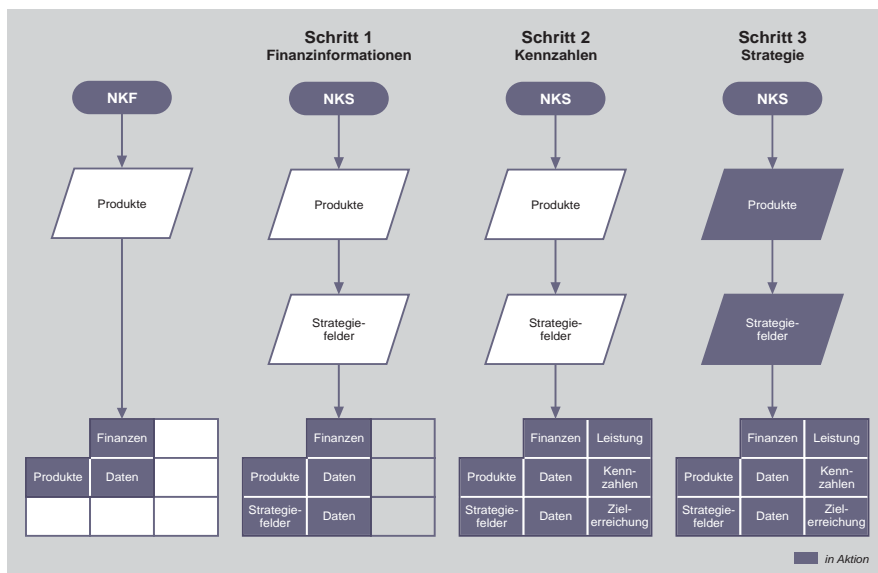 Schritt 1
Finanzinformationen
Schritt 2
Kennzahlen
Schritt 3
Strategie
NKF
NKS
NKS
NKS
Produkte
Produkte
Produkte
Produkte
Strategie-
felder
Strategie-
felder
Strategie-
felder
Finanzen
Produkte
Daten
Finanzen
Produkte
Daten
Strategie-
felder
Daten
Finanzen
Leistung
Produkte
Daten
Kenn-
zahlen
Strategie-
felder
Daten
Ziel-
erreichung
Finanzen
Leistung
Produkte
Daten
Kenn-
zahlen
Strategie-
felder
Daten
Ziel-
erreichung
in Aktion